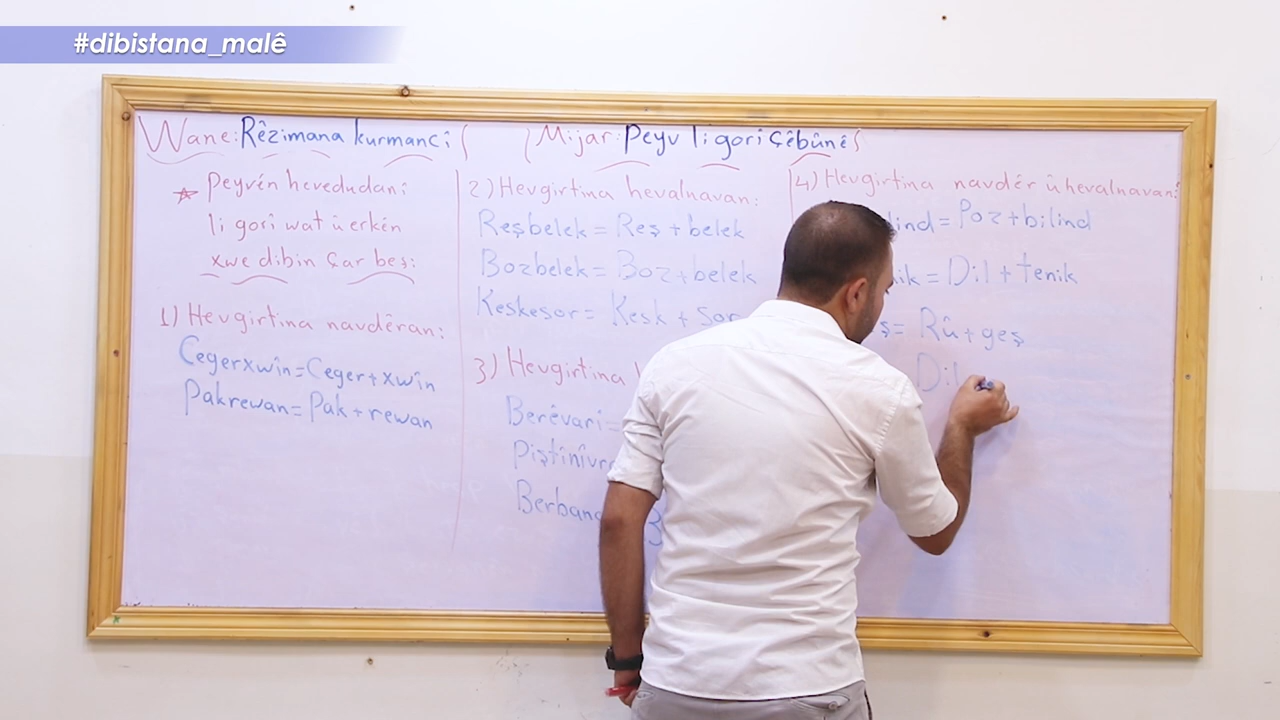 #dibistana_malê
Wane: Rêzimana kurmancî
Mijar: Peyv li gorî Çêbûnê
* Peyvên hevedudanî
li gorî wat û erkên
xwe dibin Çar beş:
1) Hevgirtina navdêran:
Cegerxwîn = Ceger + xwîn
Pakrewan = Pak + rewan
2) Hevgirtina hevalnavan:
Reşbelek = Reş + belek
Bozbelek = Boz + belek
Keskesor = Kesk + Sor
3) Hevgirtina
Berêvarî =
Piştînîvro
Berbang
4) Hevgirtina navdêr û hevalnavan:
= Poz + bilind
= Dil + tenik
= Rû + geş
Dil